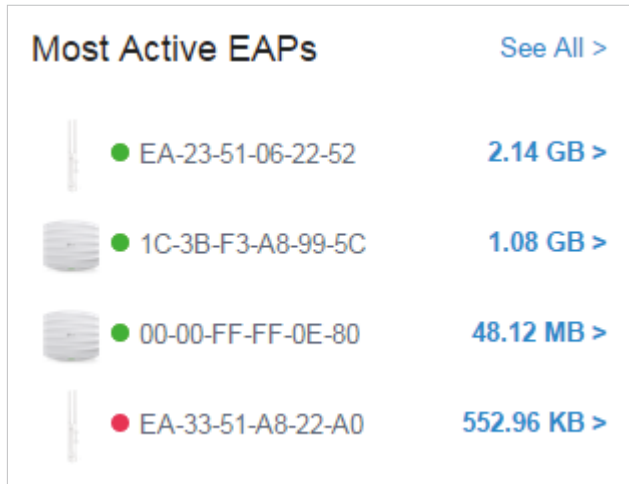 Most Active EAPs See All >
EA-23-51-06-22-52 2.14 GB >
1C-3B-F3-A8-99-5C 1.08 GB >
00-00-FF-FF-0E-80 48.12 MB >
EA-33-51-A8-22-A0 552.96 KB >